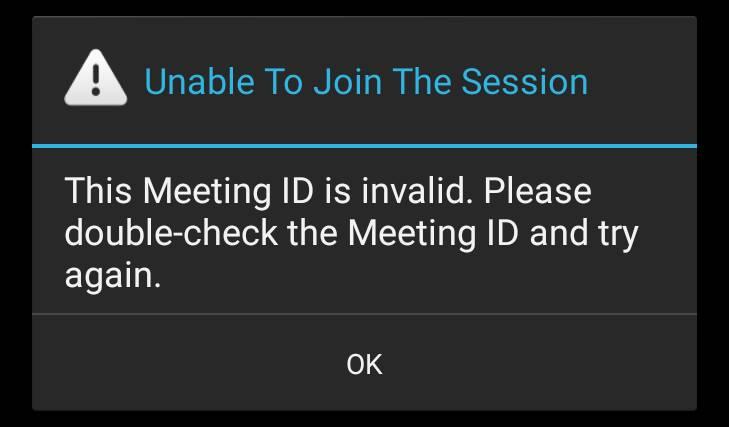 Unable To Join The Session
This Meeting ID is invalid. Please
double-check the Meeting ID and try
again.
OK